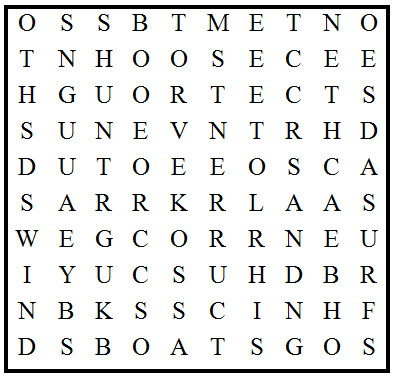 O S S B T M E T N O
T N H O O S E C E E
H G U O R T E C T S
S U N E V N T R H D
D U T O E E O S C A
S A R R K R L A A S
W E G C O R R N E U
I Y U C S U H D B R
N B K S S C I N H F
D S B O A T S G O S